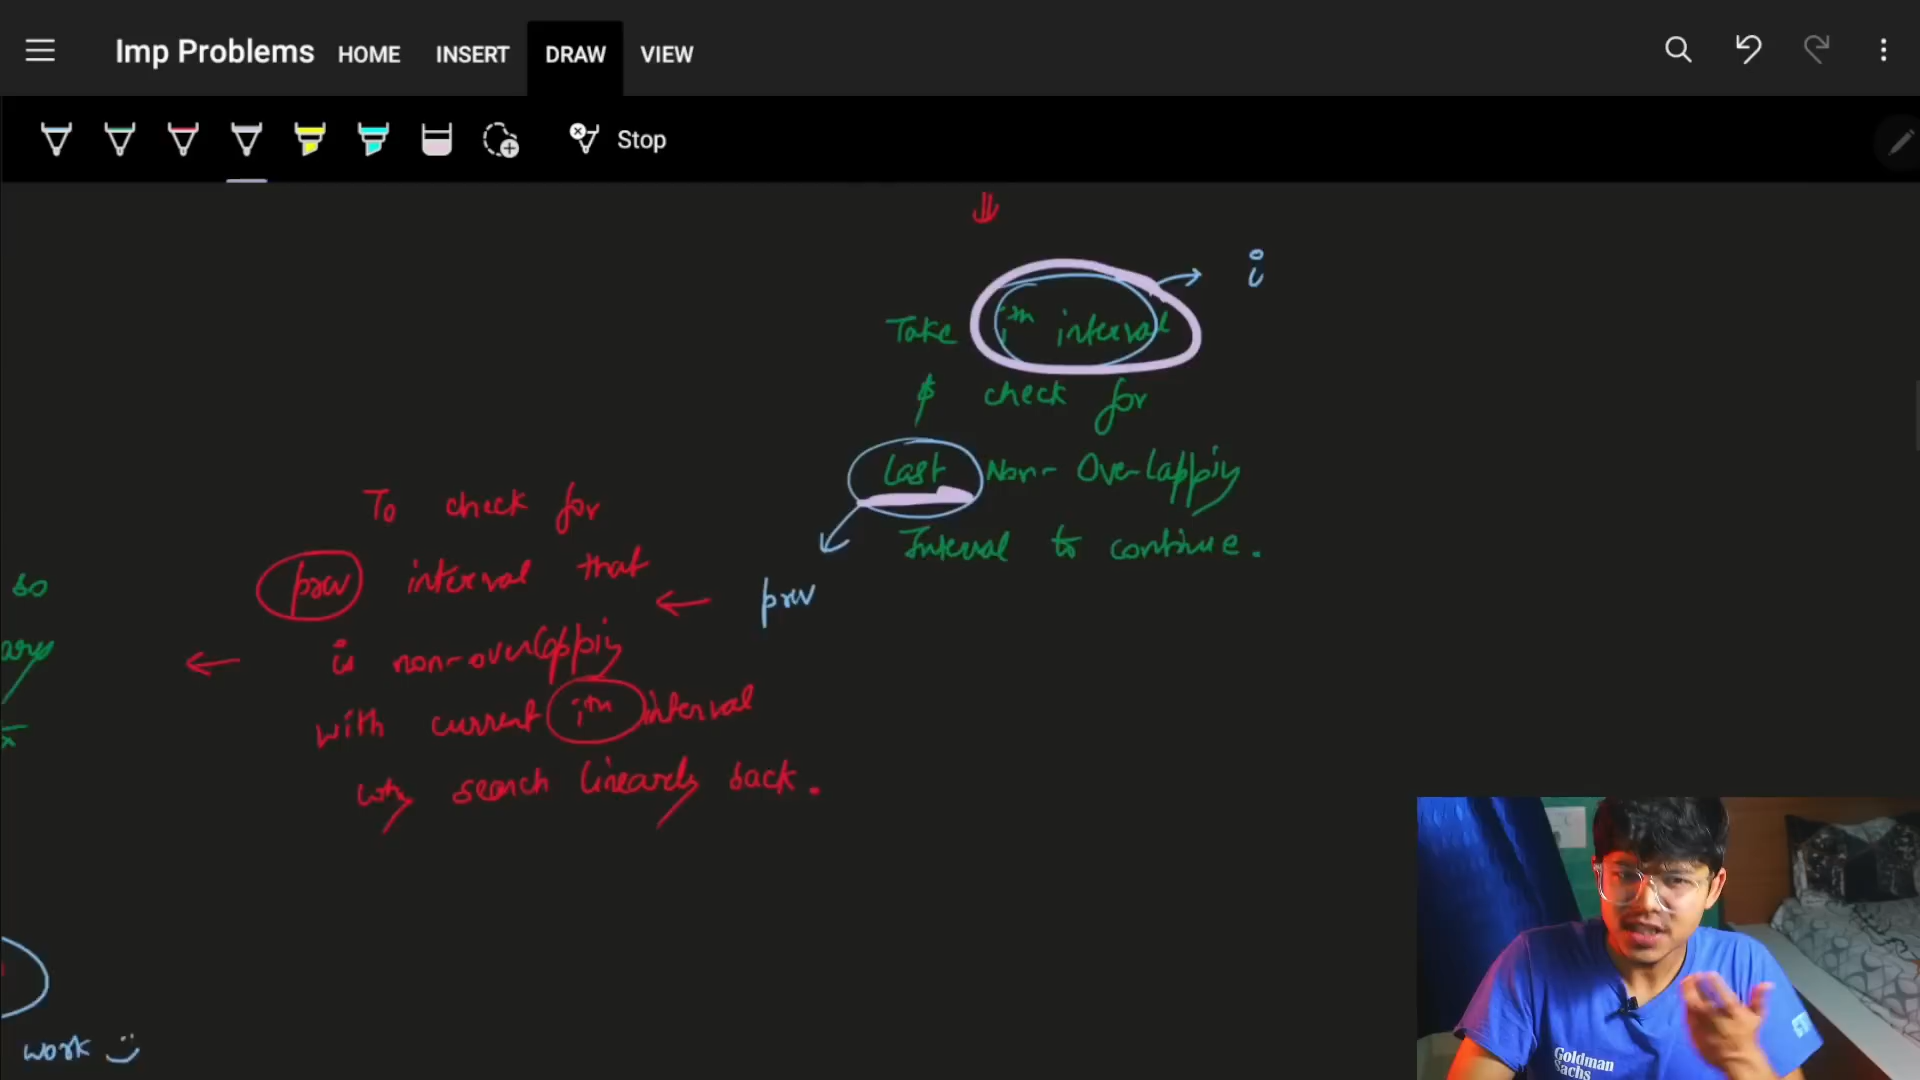 Imp Problems HOME INSERT DRAW VIEW
Stop
i
Take ith interval
& check for
Last Non-Overlapping
Interval to continue.
prev
To check for
prev interval that
is non-overlapping
with current ith interval
why search linearly back.
so
work
Goldman
Sachs